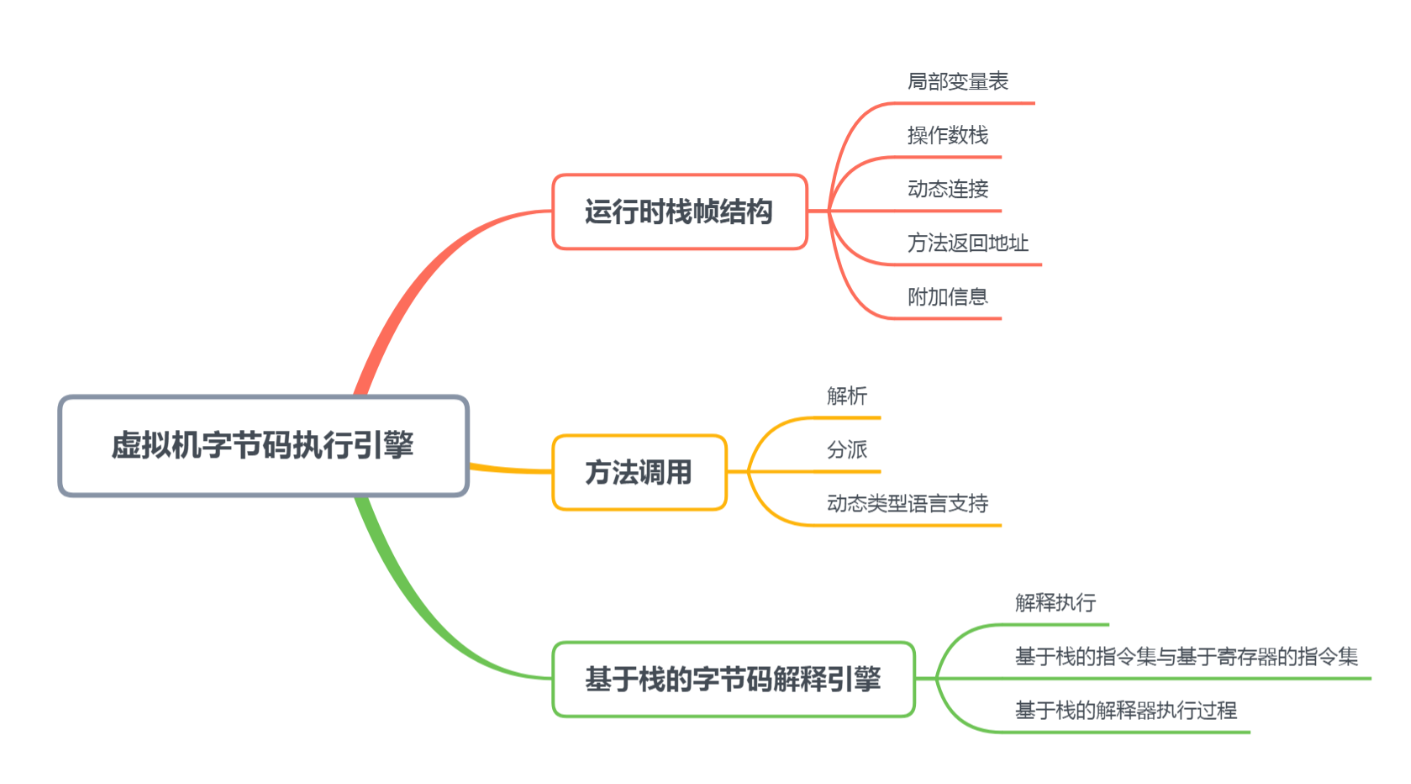 虚拟机字节码执行引擎
运行时栈帧结构
局部变量表
操作数栈
动态连接
方法返回地址
附加信息
方法调用
解析
分派
动态类型语言支持
基于栈的字节码解释引擎
解释执行
基于栈的指令集与基于寄存器的指令集
基于栈的解释器执行过程